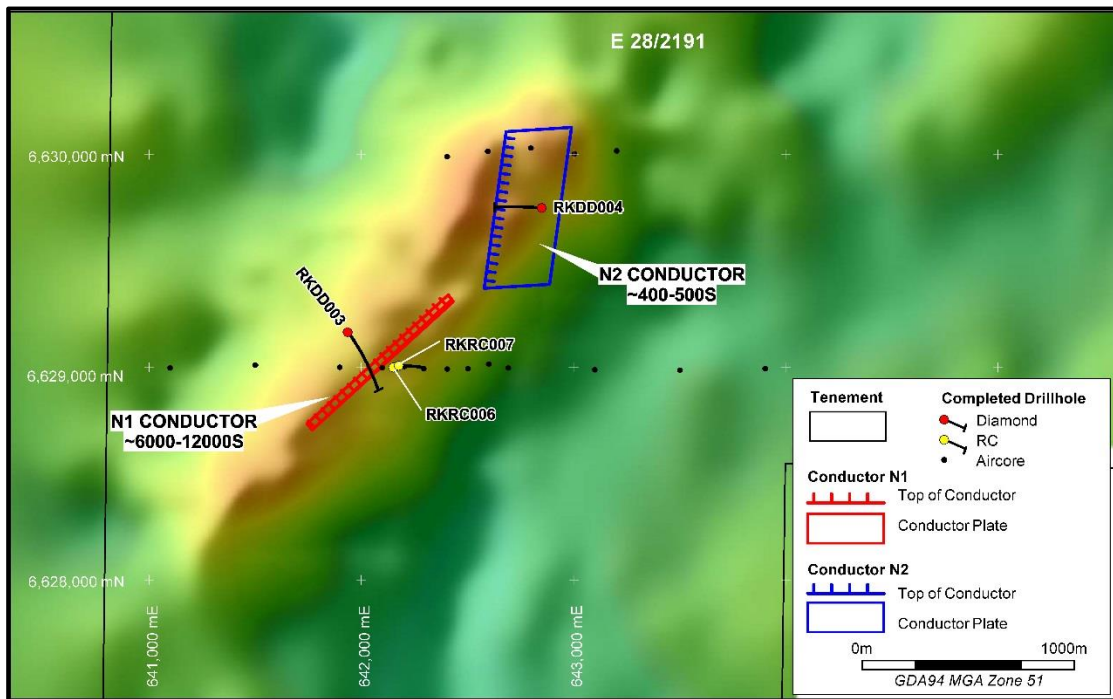 E 28/2191
6,630,000 mN
RKDD004
N2 CONDUCTOR
~400-500S
RKDD003
RKRC007
6,629,000 mN
RKRC006
N1 CONDUCTOR
~6000-12000S
6,628,000 mN
641,000 mE
642,000 mE
643,000 mE
Tenement
Completed Drillhole
Diamond
RC
Aircore
Conductor N1
Top of Conductor
Conductor Plate
Conductor N2
Top of Conductor
Conductor Plate
0m
1000m
GDA94 MGA Zone 51